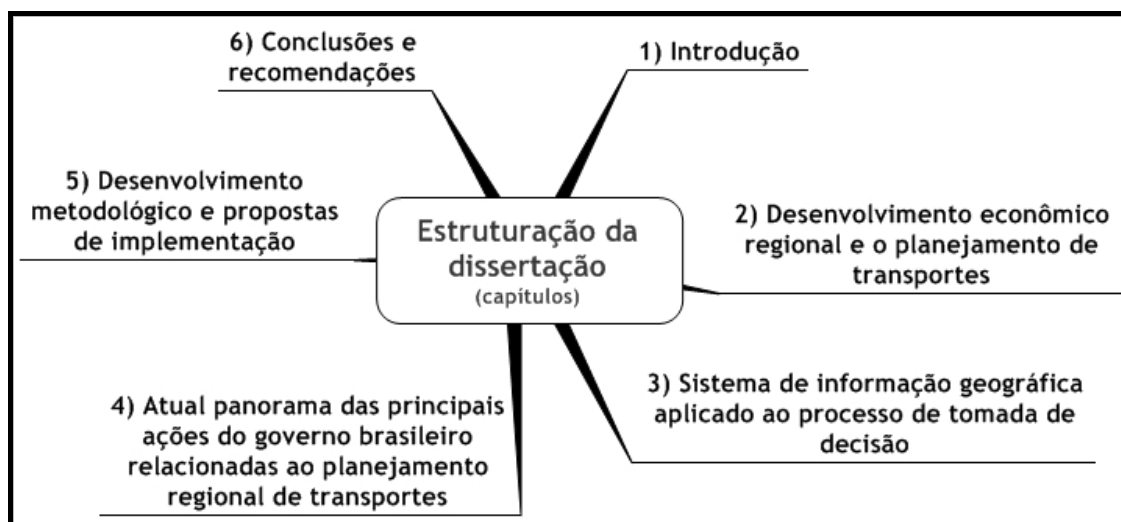 Estruturação da
dissertação
(capítulos)
1) Introdução
2) Desenvolvimento econômico
regional e o planejamento de
transportes
3) Sistema de informação geográfica
aplicado ao processo de tomada de
decisão
4) Atual panorama das principais
ações do governo brasileiro
relacionadas ao planejamento
regional de transportes
5) Desenvolvimento
metodológico e propostas
de implementação
6) Conclusões e
recomendações